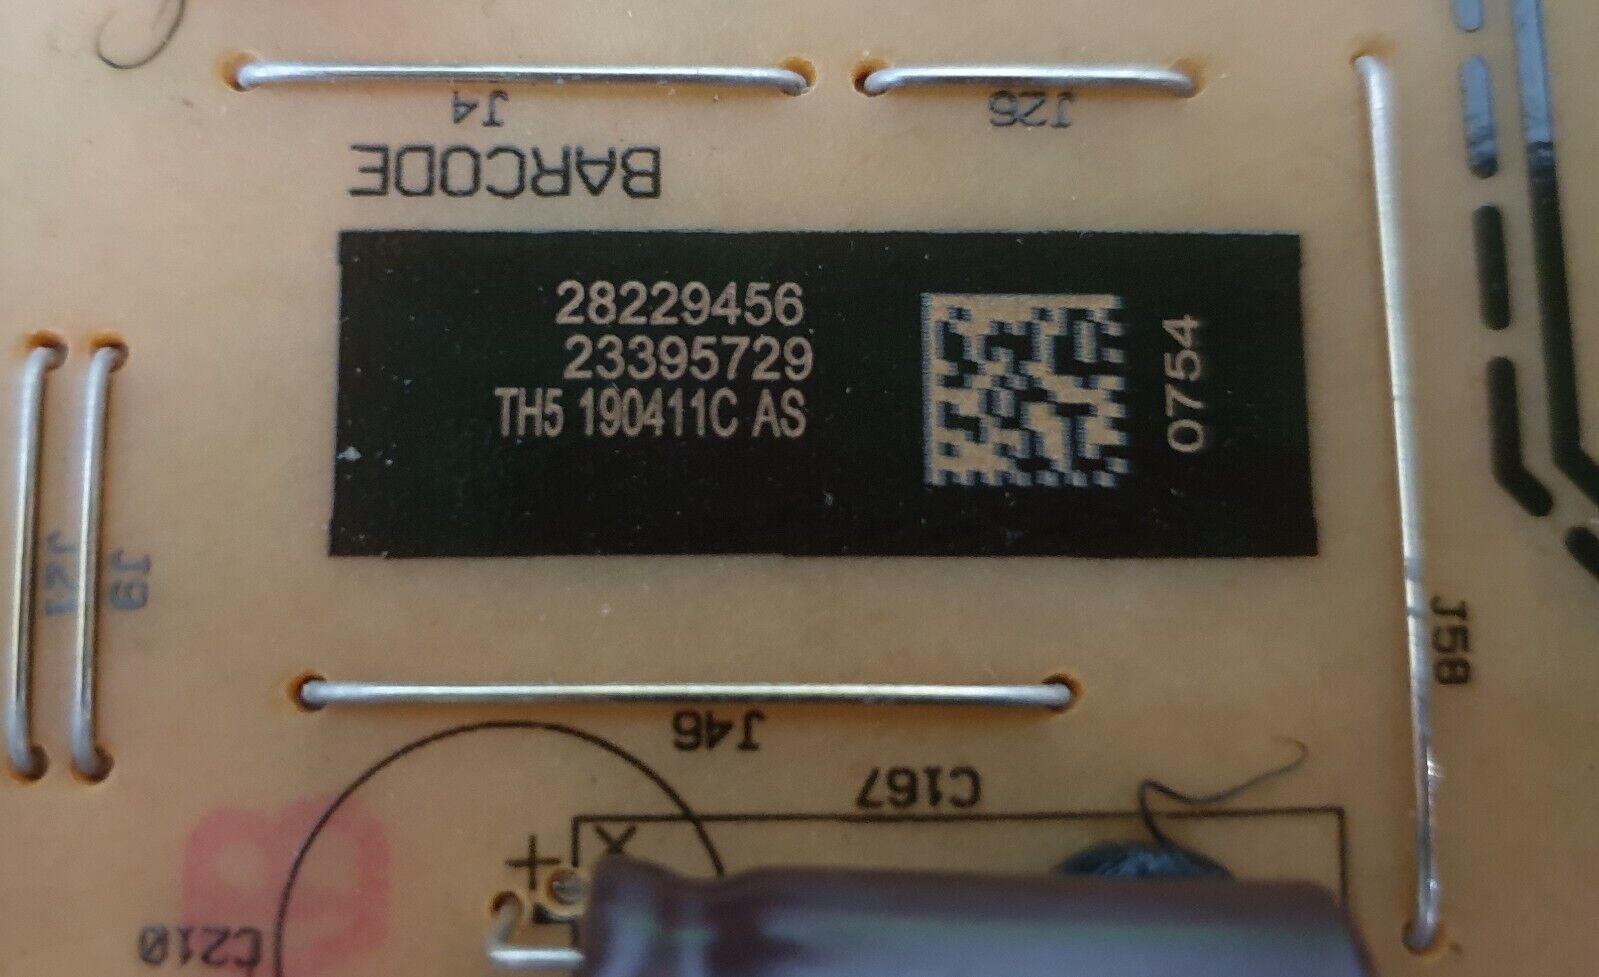 J4
J26
BARCODE
28229456
23395729
TH5 190411C AS
0754
J21
J9
J58
J46
C167
+
C210